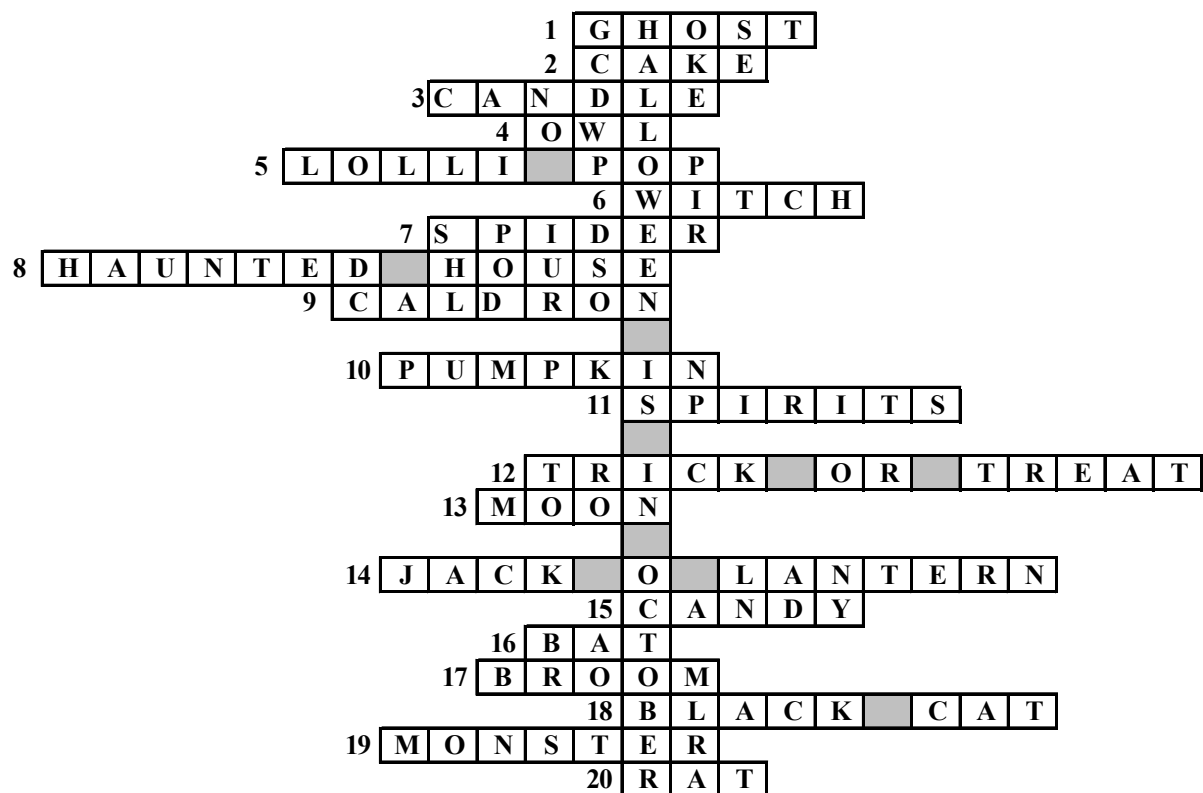 1 GHOST
2 CAKE
3 CANDLE
4 OWL
5 LOLLI POP
6 WITCH
7 SPIDER
8 HAUNTED HOUSE
9 CALDRON
10 PUMPKIN
11 SPIRITS
12 TRICK OR TREAT
13 MOON
14 JACK O LANTERN
15 CANDY
16 BAT
17 BROOM
18 BLACK CAT
19 MONSTER
20 RAT